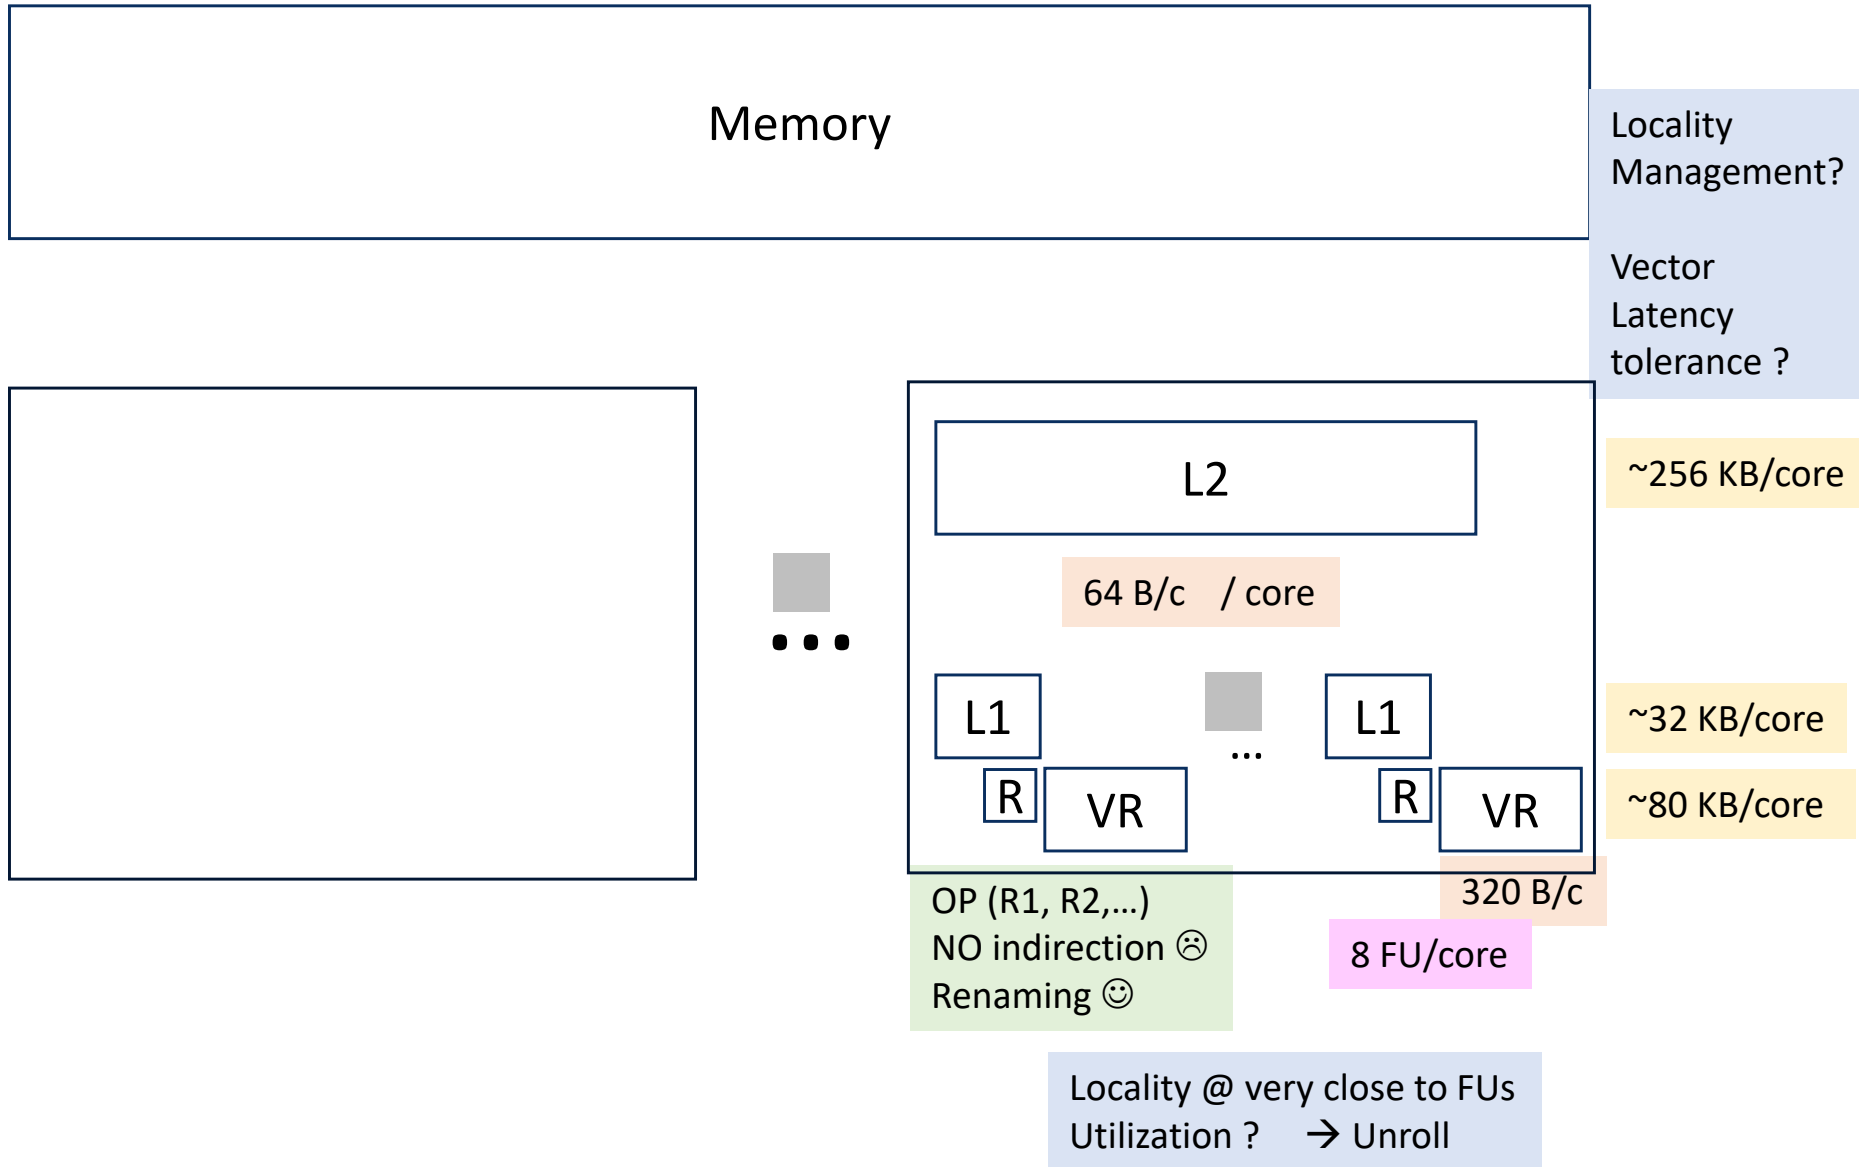 Memory
Locality
Management?
Vector
Latency
tolerance ?
L2
~256 KB/core
64 B/c / core
...
L1
...
L1
~32 KB/core
R
VR
R
VR
~80 KB/core
320 B/c
OP (R1, R2,...)
NO indirection ☹
Renaming ☺
8 FU/core
Locality @ very close to FUs
Utilization ? → Unroll